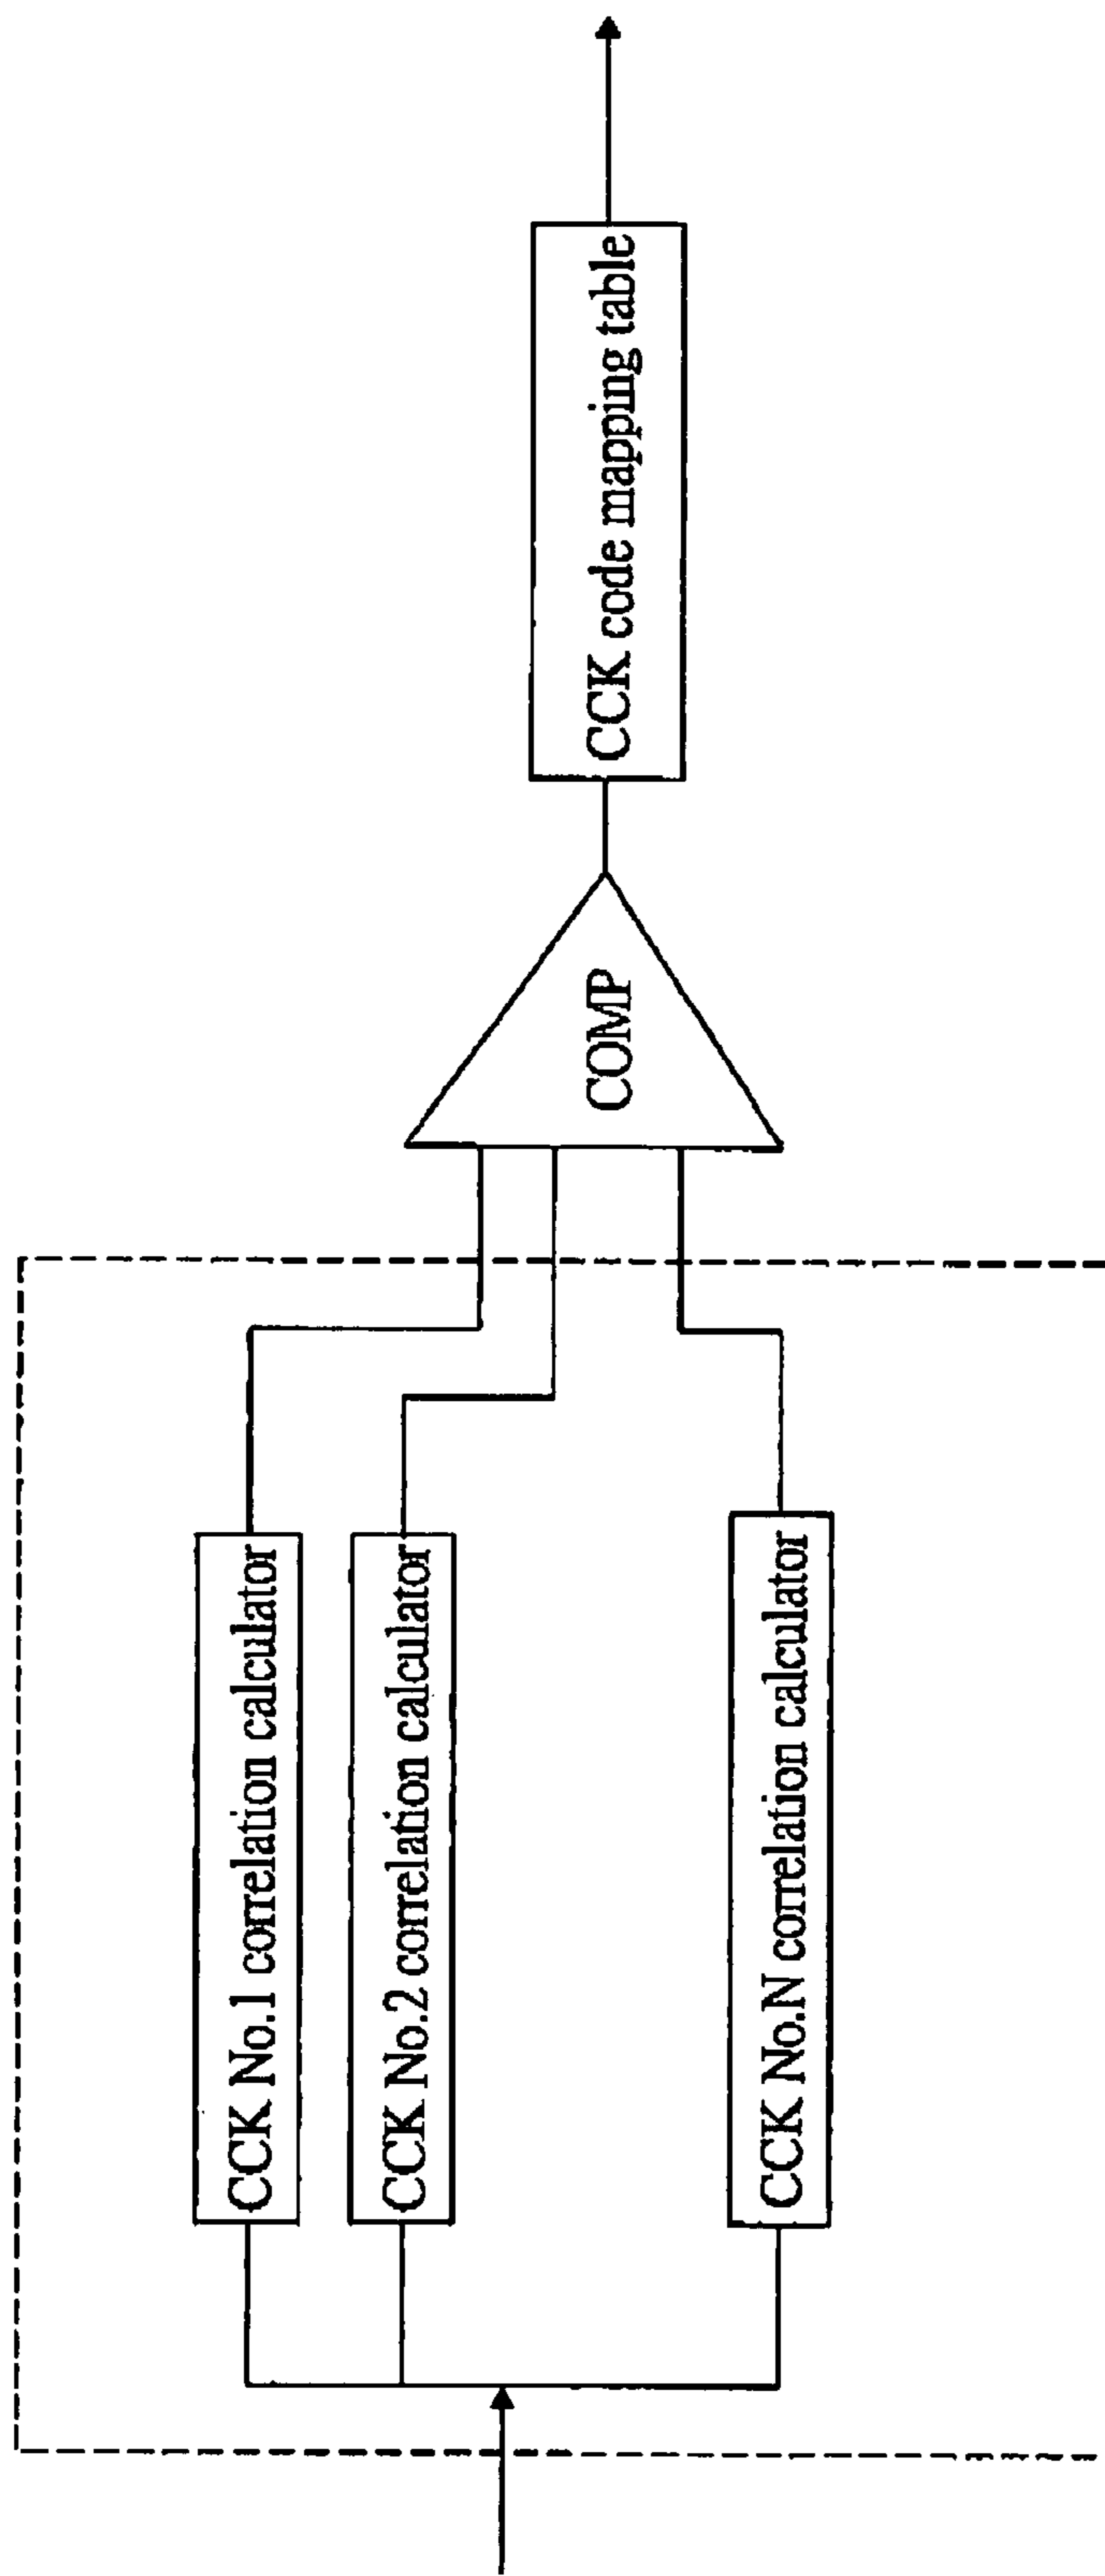 CCK No.1 correlation calculator
CCK No.2 correlation calculator
CCK No.N correlation calculator
COMP
CCK code mapping table